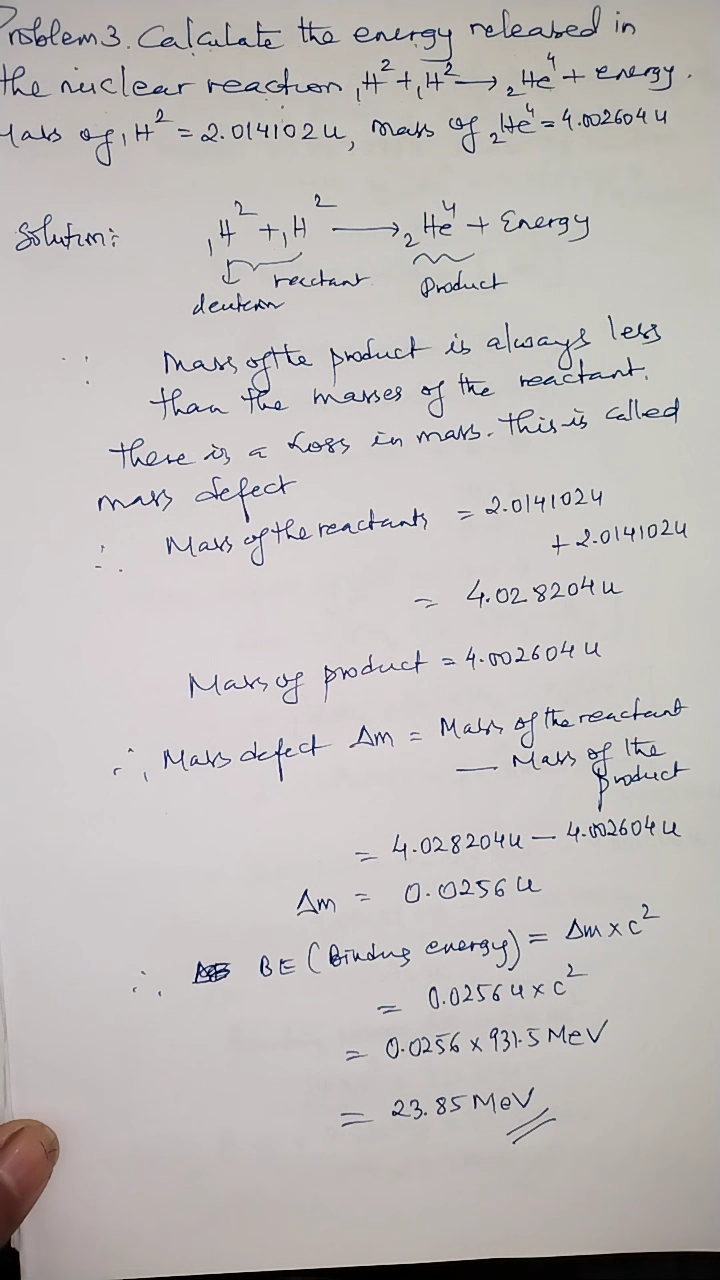 Problem 3. Calculate the energy released in
the nuclear reaction ₁H² + ₁H² → ₂He⁴ + energy.
Mass of ₁H² = 2.014102u, mass of ₂He⁴ = 4.002604u
Solution: ₁H² + ₁H² → ₂He⁴ + Energy
reactant Product
deuteron
∵ Mass of the product is always less
than the masses of the reactant.
there is a Loss in mass. this is called
mass defect
∴ Mass of the reactants = 2.014102u
+ 2.014102u
= 4.028204u
Mass of product = 4.002604u
∴, Mass defect Δm = Mass of the reactant
— Mass of the
product
= 4.028204u — 4.002604u
Δm = 0.0256u
∴ BE (Binding energy) = Δm x c²
= 0.0256u x c²
= 0.0256 x 931.5 MeV
= 23.85 MeV